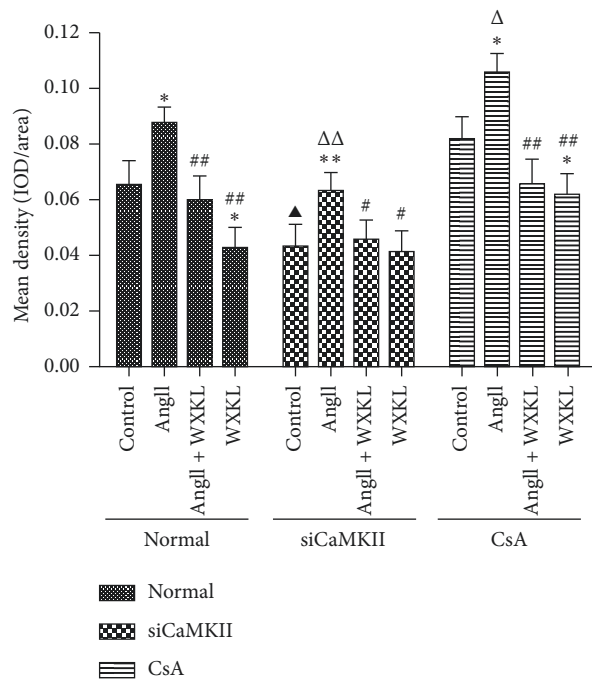 Mean density (IOD/area)
0.12
0.10
0.08
0.06
0.04
0.02
0.00
*
##
##
*
▲
ΔΔ
**
#
#
Δ
*
##
##
*
Control
AngII
AngII + WXKL
WXKL
Control
AngII
AngII + WXKL
WXKL
Control
AngII
AngII + WXKL
WXKL
Normal
siCaMKII
CsA
Normal
siCaMKII
CsA